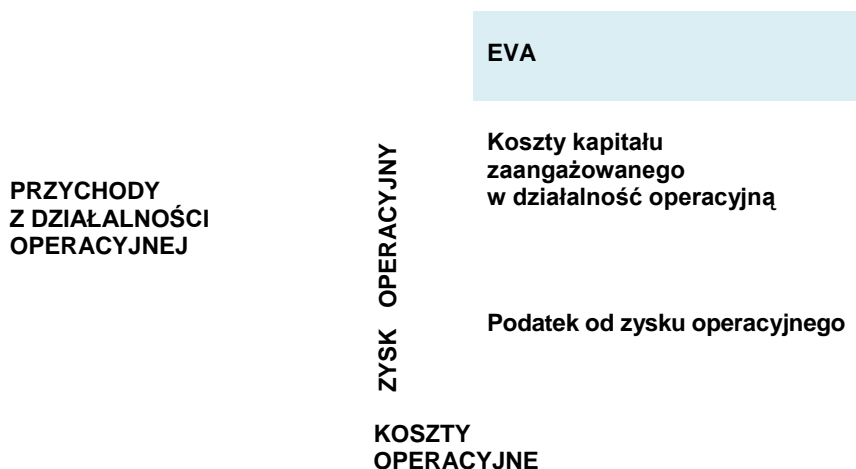 PRZYCHODY
Z DZIAŁALNOŚCI
OPERACYJNEJ
ZYSK OPERACYJNY
EVA
Koszty kapitału
zaangażowanego
w działalność operacyjną
Podatek od zysku operacyjnego
KOSZTY
OPERACYJNE